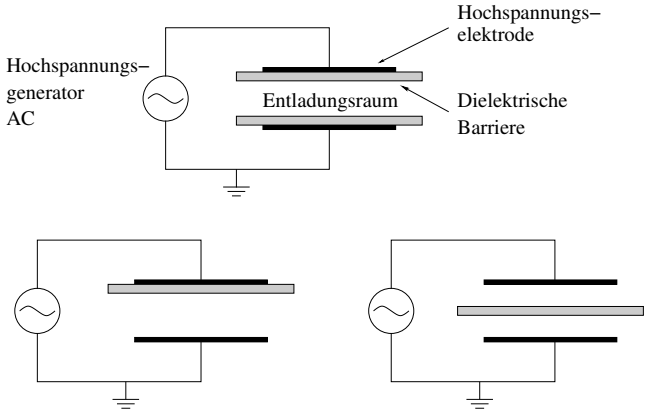 Hochspannungs–
elektrode
Hochspannungs–
generator
AC
Entladungsraum
Dielektrische
Barriere